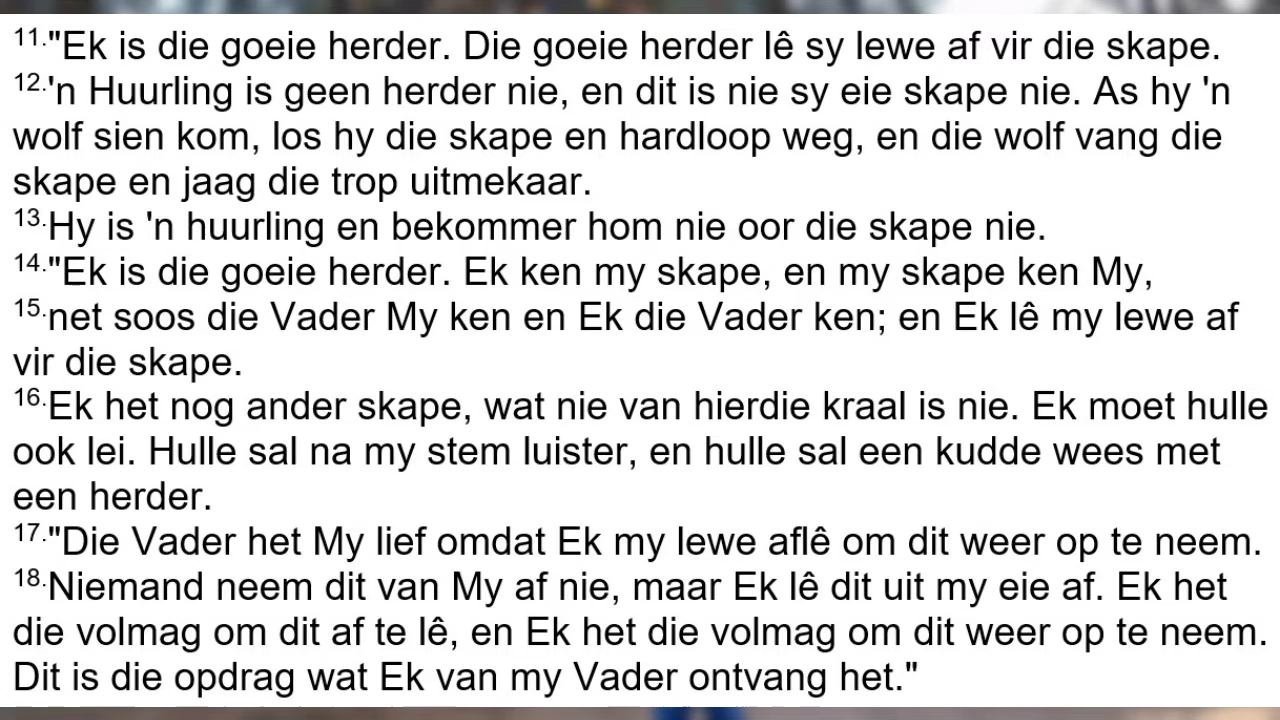 11."Ek is die goeie herder. Die goeie herder lê sy lewe af vir die skape.
12.'n Huurling is geen herder nie, en dit is nie sy eie skape nie. As hy 'n
wolf sien kom, los hy die skape en hardloop weg, en die wolf vang die
skape en jaag die trop uitmekaar.
13.Hy is 'n huurling en bekommer hom nie oor die skape nie.
14."Ek is die goeie herder. Ek ken my skape, en my skape ken My,
15.net soos die Vader My ken en Ek die Vader ken; en Ek lê my lewe af
vir die skape.
16.Ek het nog ander skape, wat nie van hierdie kraal is nie. Ek moet hulle
ook lei. Hulle sal na my stem luister, en hulle sal een kudde wees met
een herder.
17."Die Vader het My lief omdat Ek my lewe aflê om dit weer op te neem.
18.Niemand neem dit van My af nie, maar Ek lê dit uit my eie af. Ek het
die volmag om dit af te lê, en Ek het die volmag om dit weer op te neem.
Dit is die opdrag wat Ek van my Vader ontvang het."